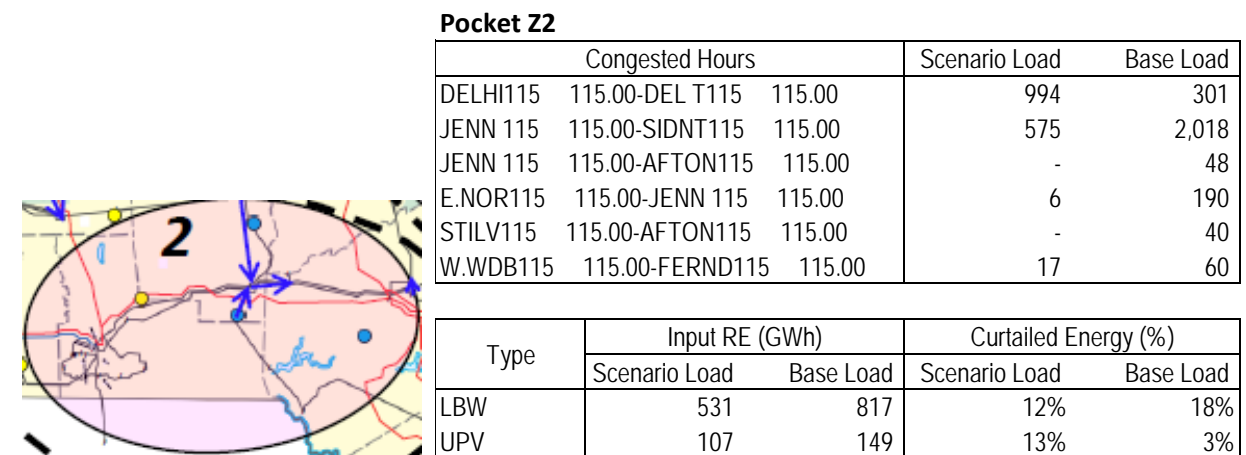 Pocket Z2
Congested Hours Scenario Load Base Load
DELHI115 115.00-DEL T115 115.00 994 301
JENN 115 115.00-SIDNT115 115.00 575 2,018
JENN 115 115.00-AFTON115 115.00 - 48
E.NOR115 115.00-JENN 115 115.00 6 190
STILV115 115.00-AFTON115 115.00 - 40
W.WDB115 115.00-FERND115 115.00 17 60
2
Type Input RE (GWh) Curtailed Energy (%)
Scenario Load Base Load Scenario Load Base Load
LBW 531 817 12% 18%
UPV 107 149 13% 3%